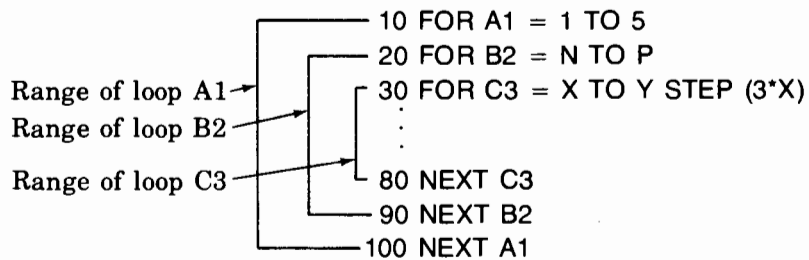 10 FOR A1 = 1 TO 5
20 FOR B2 = N TO P
Range of loop A1
30 FOR C3 = X TO Y STEP (3*X)
Range of loop B2
.
.
.
Range of loop C3
80 NEXT C3
90 NEXT B2
100 NEXT A1